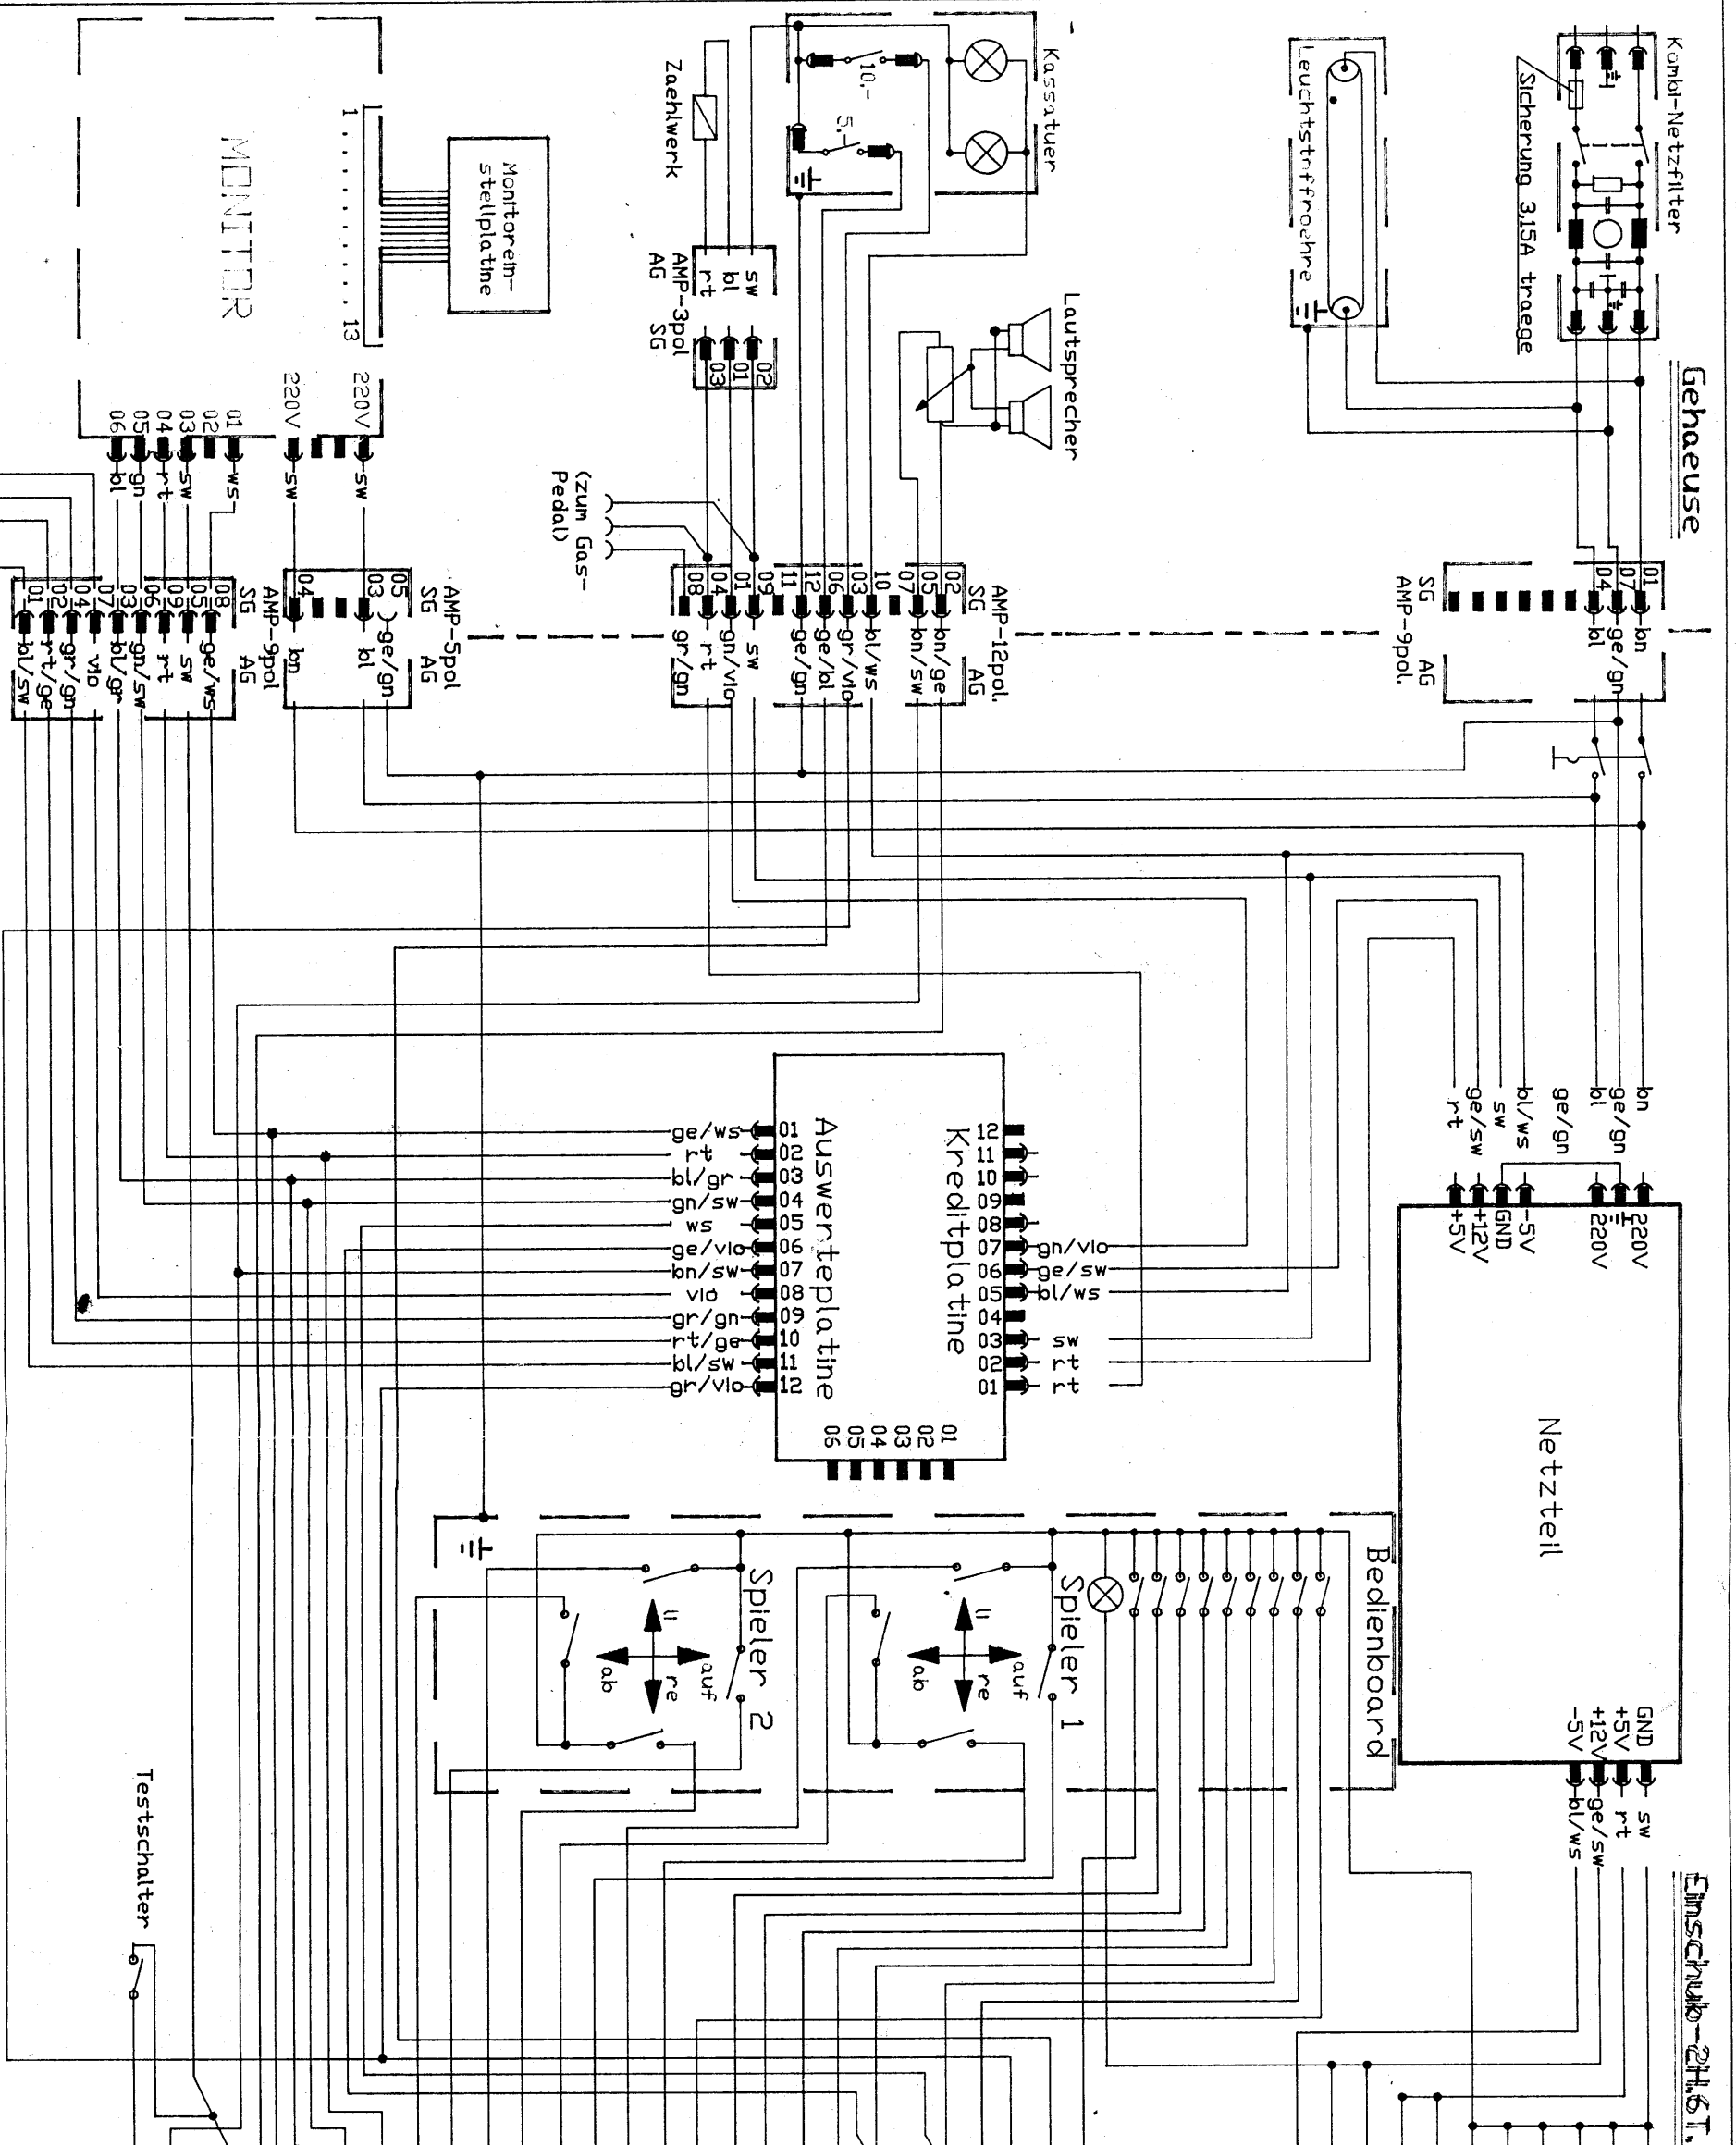 Gehaeuse
Kombi-Netzfilter
Sicherung 3,15A traege
Leuchtstoffroehre
Kassatuer
10,-
5,-
Zaehlwerk
sw
bl
rt
AMP-3pol
AG
SG
02
01
03
Lautsprecher
(zum Gas-
Pedal)
Monitorein-
stellplatine
MONITOR
1 . . . . . . . . . . . 13
220V
220V
01
02
03
04
05
06
sw
sw
ws
sw
rt
gn
bl
01
07
04
SG
AG
AMP-9pol.
bn
ge/gn
bl
AMP-12pol.
SG
AG
02
05
07
10
03
06
12
11
09
01
04
08
bn/ge
bn/sw
bl/ws
gr/vio
ge/bl
ge/gn
sw
gn/vio
rt
gr/gn
AMP-5pol
SG
AG
05
03
04
ge/gn
bl
bn
AMP-9pol
SG
AG
08
05
09
06
03
07
04
02
01
ge/ws
sw
rt
gn/sw
bl/gr
vio
gr/gn
rt/ge
bl/sw
bn
ge/gn
bl
ge/gn
bl/ws
sw
ge/sw
rt
220V
220V
-5V
GND
+12V
+5V
Netzteil
GND
+5V
+12V
-5V
sw
rt
ge/sw
bl/ws
Einschub-2H.6T.
Kreditplatine
12
11
10
09
08
07
06
05
04
03
02
01
gn/vio
ge/sw
bl/ws
sw
rt
rt
Auswerteplatine
01
02
03
04
05
06
07
08
09
10
11
12
ge/ws
rt
bl/gr
gn/sw
ws
ge/vio
bn/sw
vio
gr/gn
rt/ge
bl/sw
gr/vio
01
02
03
04
05
06
Bedienboard
Spieler 1
li
auf
re
ab
Spieler 2
li
auf
re
ab
Testschalter